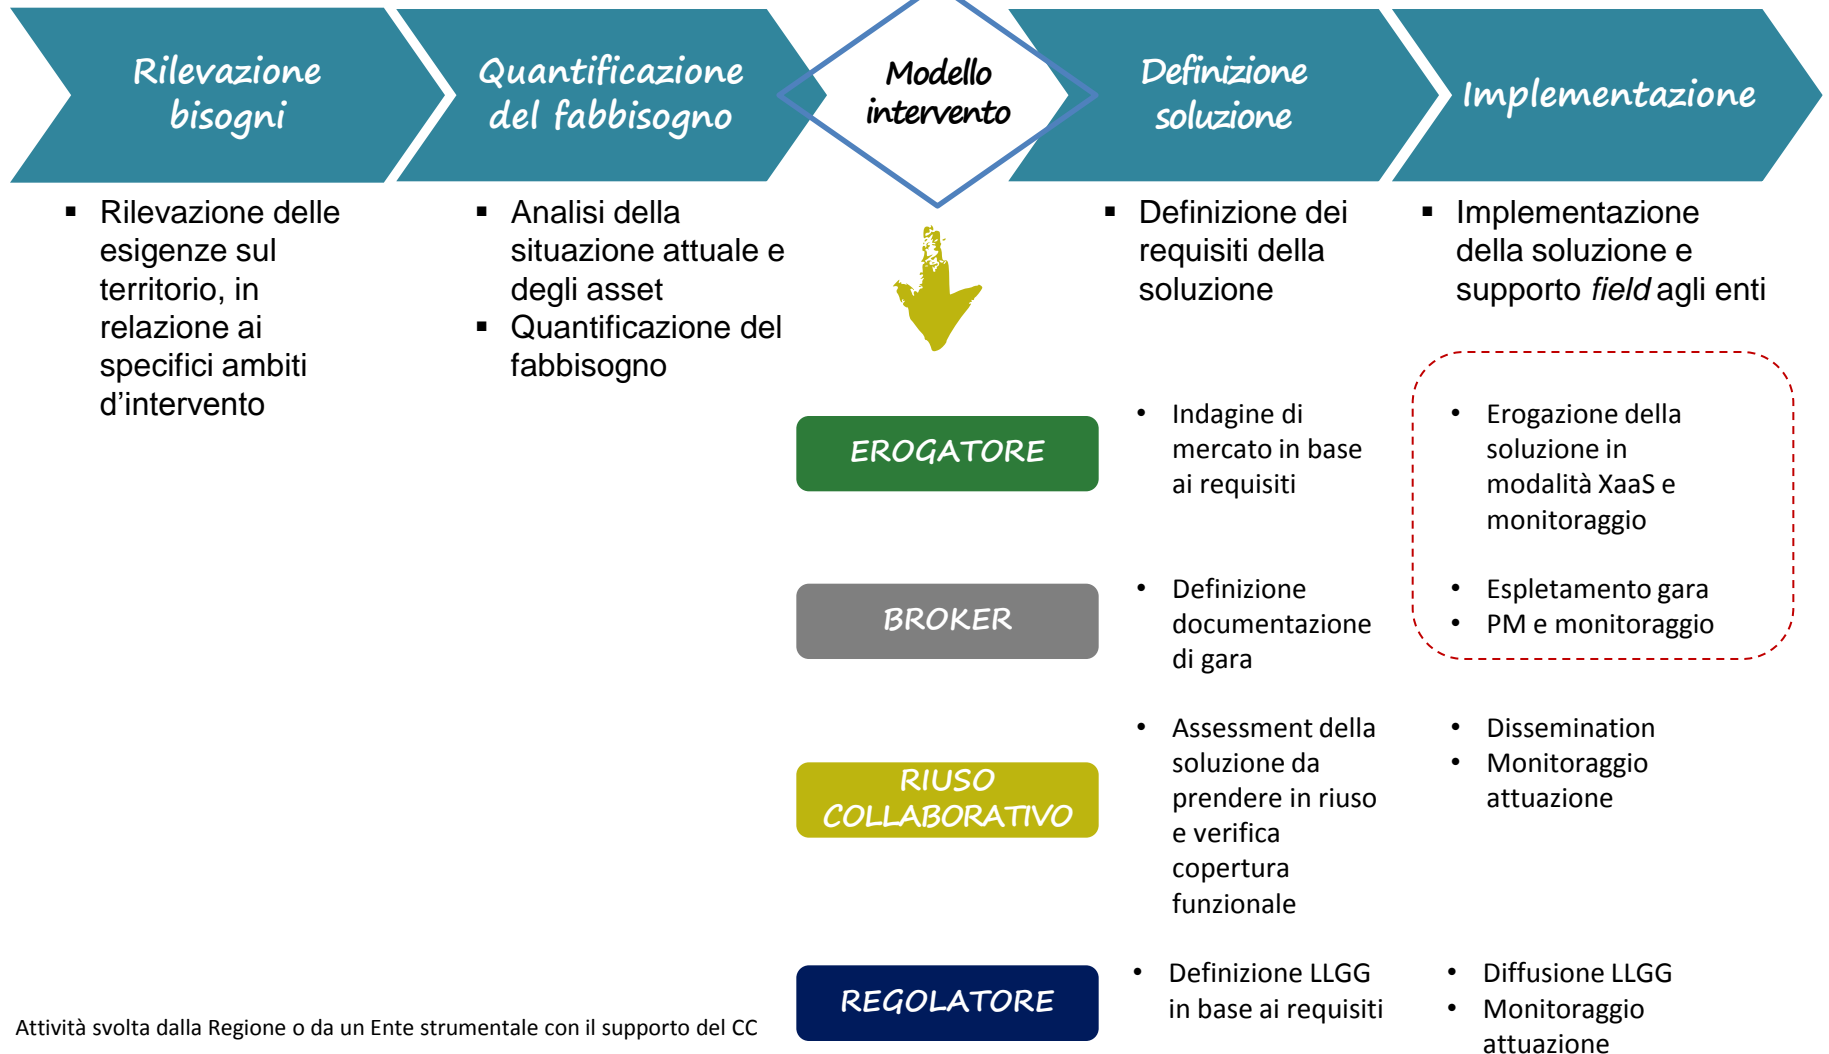 Rilevazione
bisogni
Quantificazione
del fabbisogno
Modello
intervento
Definizione
soluzione
Implementazione
▪ Rilevazione delle
esigenze sul
territorio, in
relazione ai
specifici ambiti
d’intervento
▪ Analisi della
situazione attuale e
degli asset
▪ Quantificazione del
fabbisogno
▪ Definizione dei
requisiti della
soluzione
▪ Implementazione
della soluzione e
supporto field agli enti
EROGATORE
• Indagine di
mercato in base
ai requisiti
• Erogazione della
soluzione in
modalità XaaS e
monitoraggio
BROKER
• Definizione
documentazione
di gara
• Espletamento gara
• PM e monitoraggio
RIUSO
COLLABORATIVO
• Assessment della
soluzione da
prendere in riuso
e verifica
copertura
funzionale
• Dissemination
• Monitoraggio
attuazione
REGOLATORE
• Definizione LLGG
in base ai requisiti
• Diffusione LLGG
• Monitoraggio
attuazione
Attività svolta dalla Regione o da un Ente strumentale con il supporto del CC